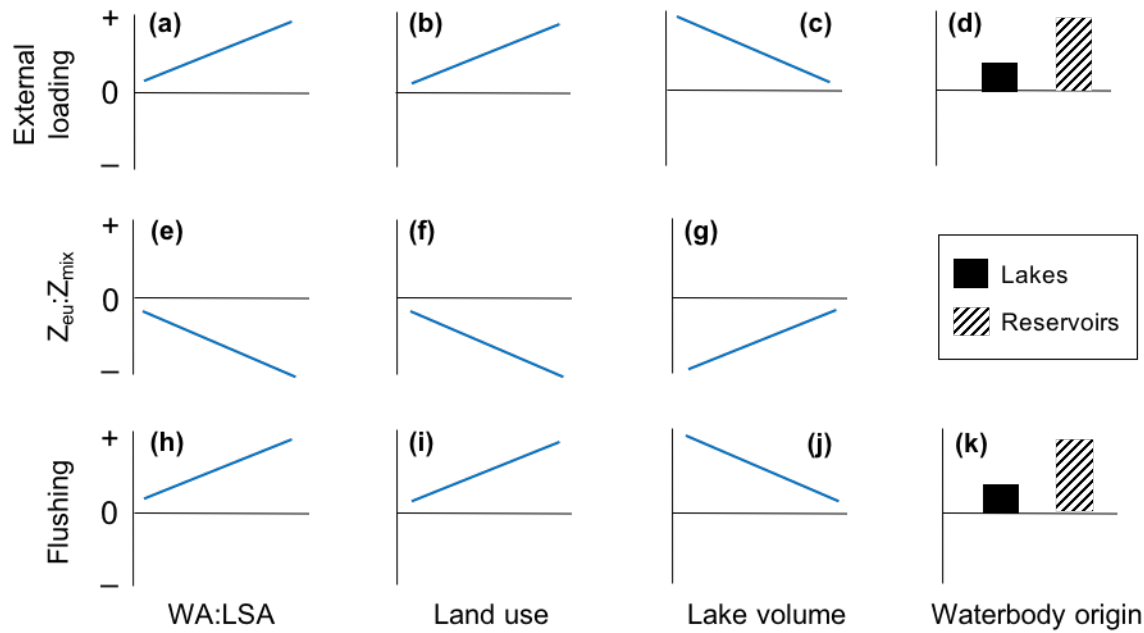 External
loading
+
0
–
(a)
(b)
(c)
(d)
Zeu:Zmix
+
0
–
(e)
(f)
(g)
Lakes
Reservoirs
Flushing
+
0
–
(h)
(i)
(j)
(k)
WA:LSA
Land use
Lake volume
Waterbody origin